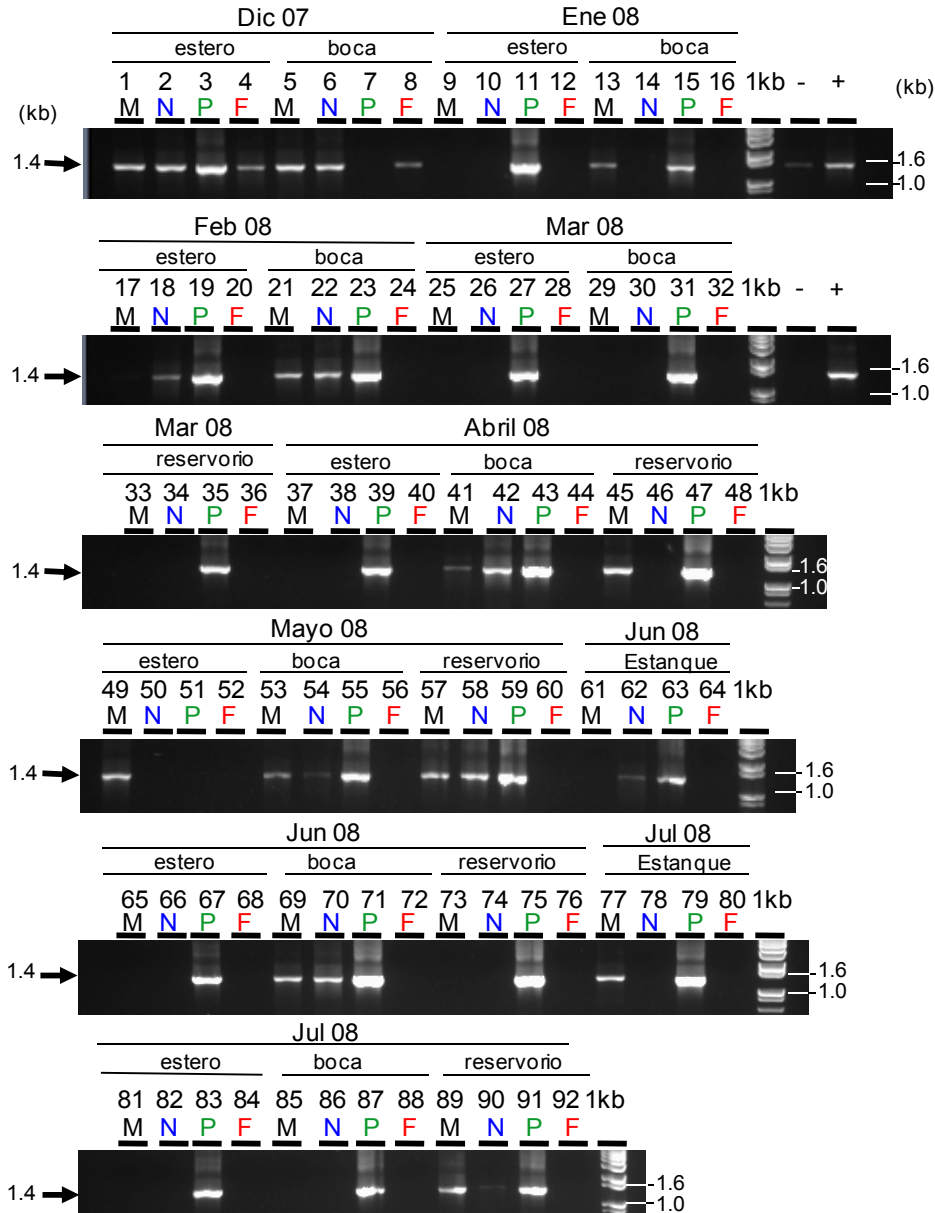 Dic 07 Ene 08
estero boca estero boca
1 2 3 4 5 6 7 8 9 10 11 12 13 14 15 16 1kb - +
(kb) M N P F M N P F M N P F M N P F (kb)
1.4 1.6
1.0
Feb 08 Mar 08
estero boca estero boca
17 18 19 20 21 22 23 24 25 26 27 28 29 30 31 32 1kb - +
M N P F M N P F M N P F M N P F
1.4 1.6
1.0
Mar 08 Abril 08
reservorio estero boca reservorio
33 34 35 36 37 38 39 40 41 42 43 44 45 46 47 48 1kb
M N P F M N P F M N P F M N P F
1.4 1.6
1.0
Mayo 08 Jun 08
estero boca reservorio Estanque
49 50 51 52 53 54 55 56 57 58 59 60 61 62 63 64 1kb
M N P F M N P F M N P F M N P F
1.4 1.6
1.0
Jun 08 Jul 08
estero boca reservorio Estanque
65 66 67 68 69 70 71 72 73 74 75 76 77 78 79 80 1kb
M N P F M N P F M N P F M N P F
1.4 1.6
1.0
Jul 08
estero boca reservorio
81 82 83 84 85 86 87 88 89 90 91 92 1kb
M N P F M N P F M N P F
1.4 1.6
1.0